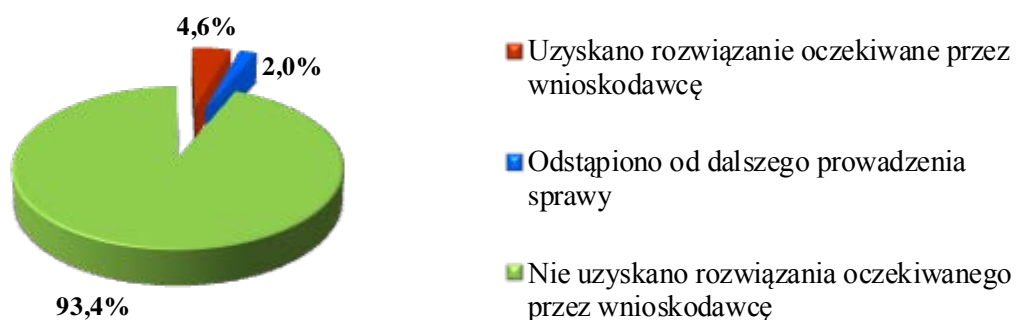 4,6%
2,0%
93,4%
Uzyskano rozwiązanie oczekiwane przez
wnioskodawcę
Odstąpiono od dalszego prowadzenia
sprawy
Nie uzyskano rozwiązania oczekiwanego
przez wnioskodawcę